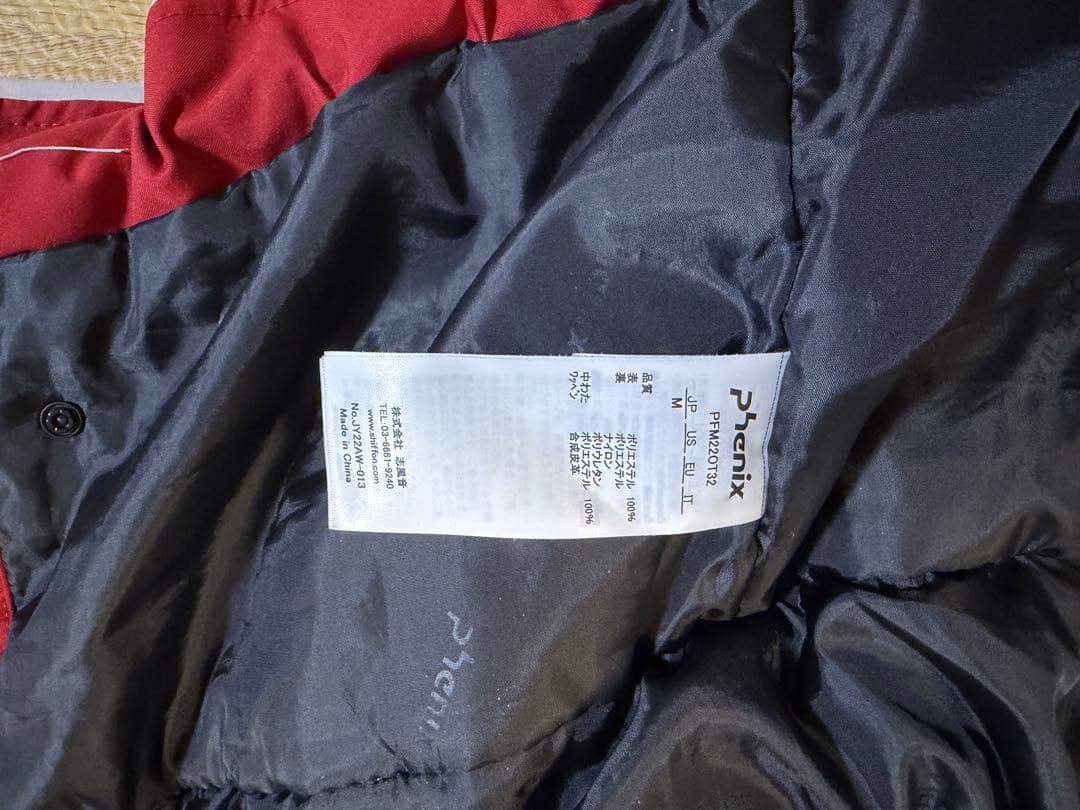 phenix
PFM22OT32
JP US EU IT
M
品質
表 ポリエステル 100%
裏 ポリエステル
ナイロン
中わた ポリウレタン
ワッペン ポリエステル 100%
合成皮革
株式会社 志風音
TEL:03-6661-9240
www.shiffon.co.jp
No.JY22AW-013
Made in China
phenix